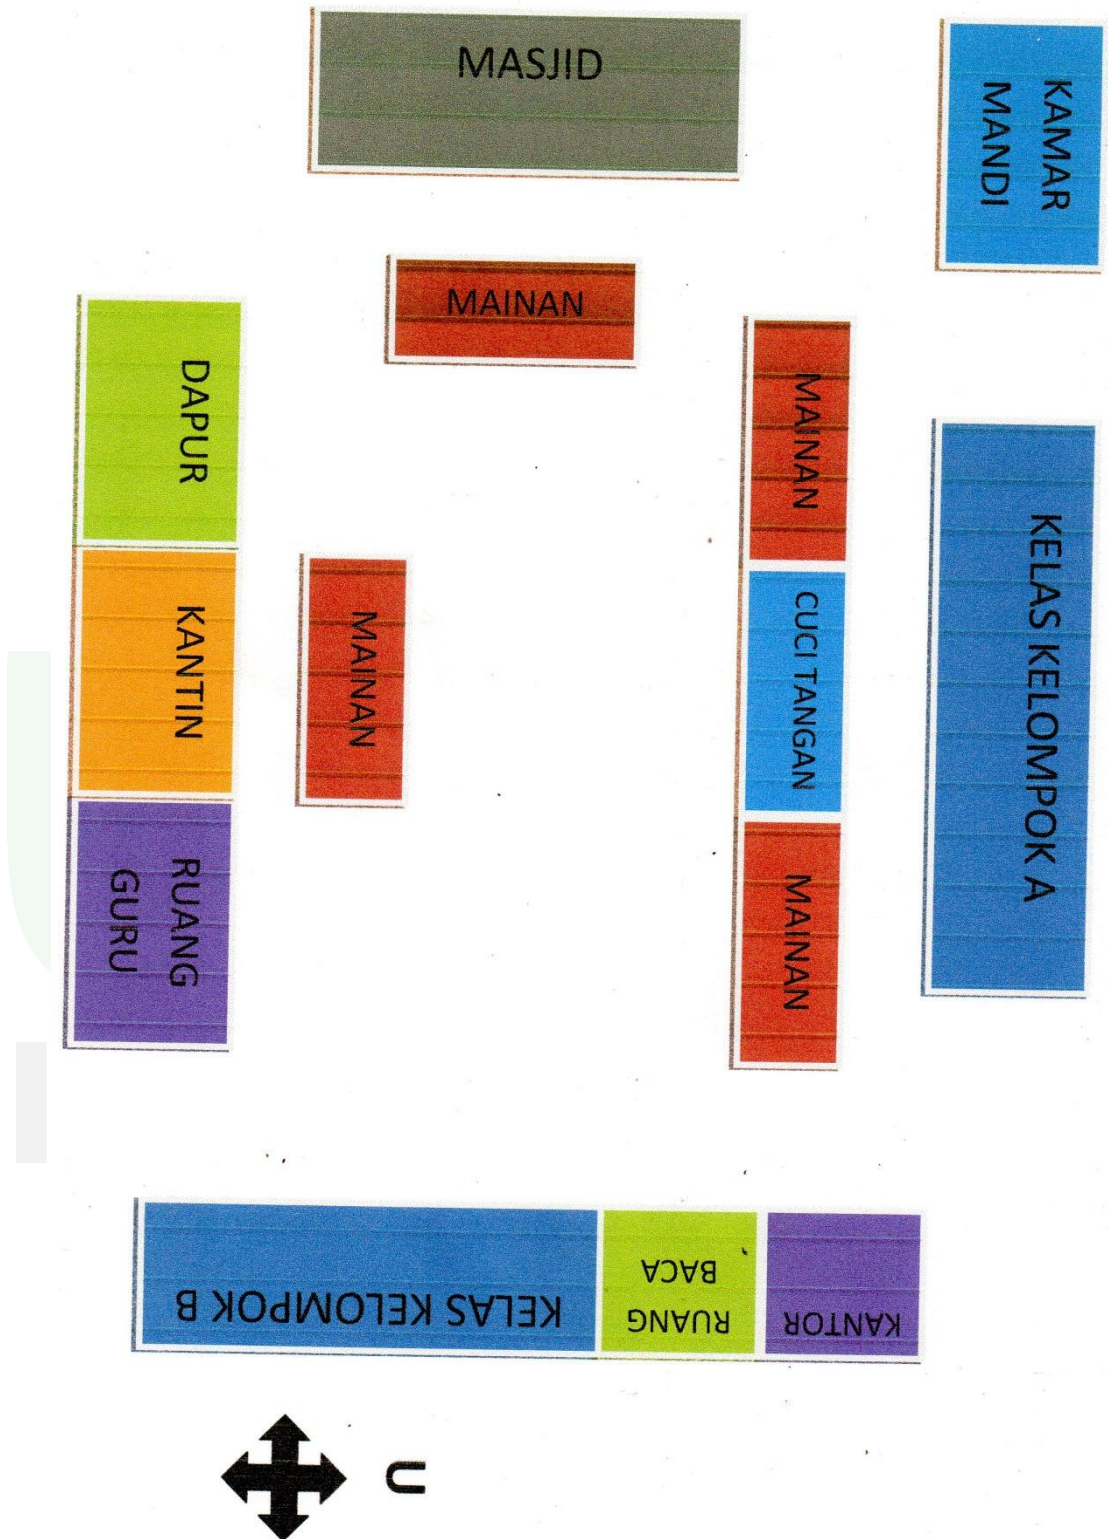 MASJID
KAMAR
MANDI
MAINAN
DAPUR
MAINAN
KELAS KELOMPOK A
KANTIN
MAINAN
CUCI TANGAN
RUANG
GURU
MAINAN
KELAS KELOMPOK B
RUANG
BACA
KANTOR
U